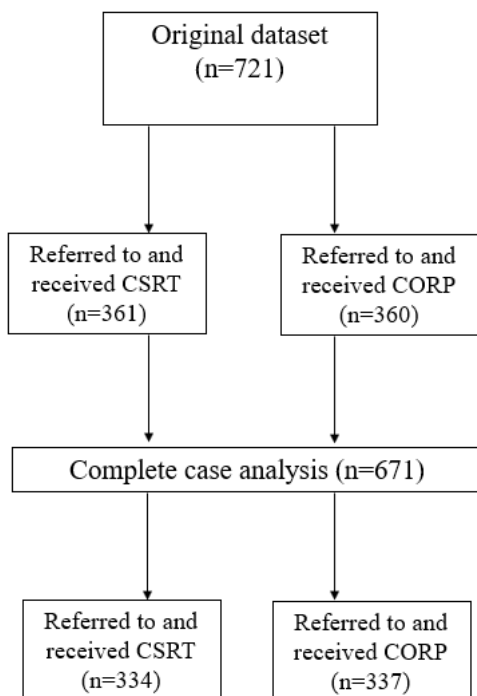 Original dataset
(n=721)
Referred to and
received CSRT
(n=361)
Referred to and
received CORP
(n=360)
Complete case analysis (n=671)
Referred to and
received CSRT
(n=334)
Referred to and
received CORP
(n=337)